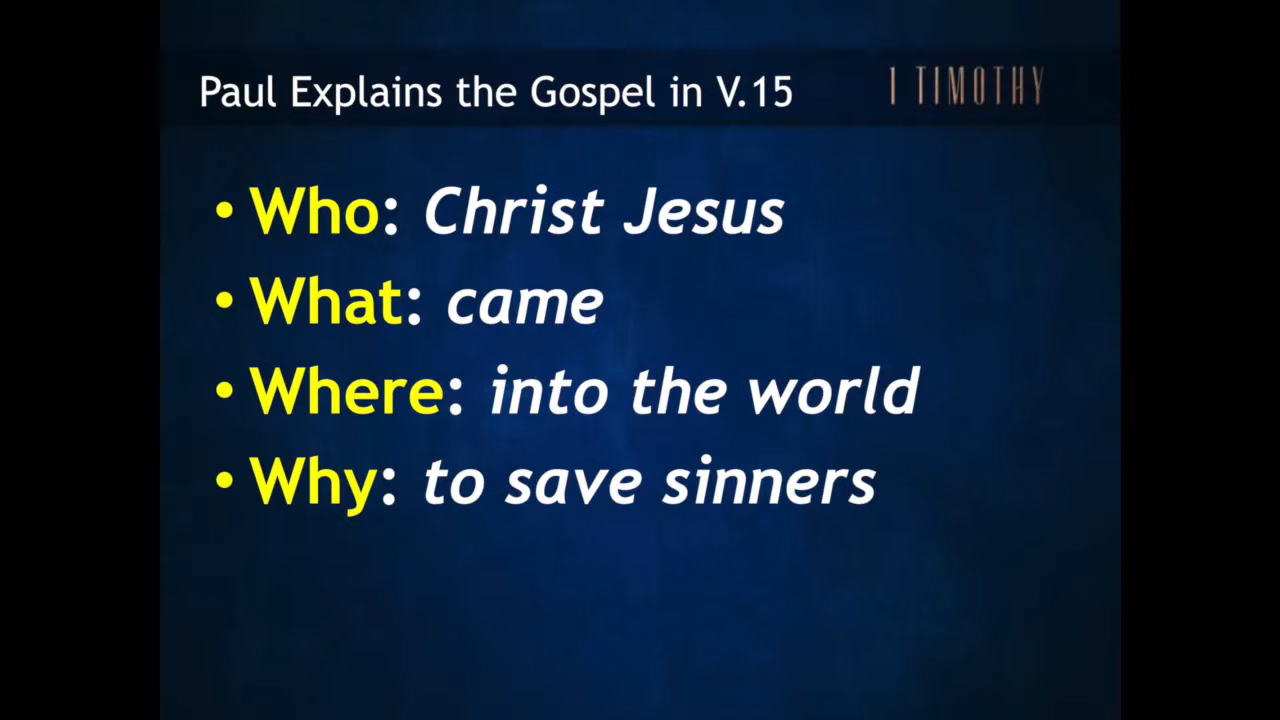 Paul Explains the Gospel in V.15
1 TIMOTHY
• Who: Christ Jesus
• What: came
• Where: into the world
• Why: to save sinners